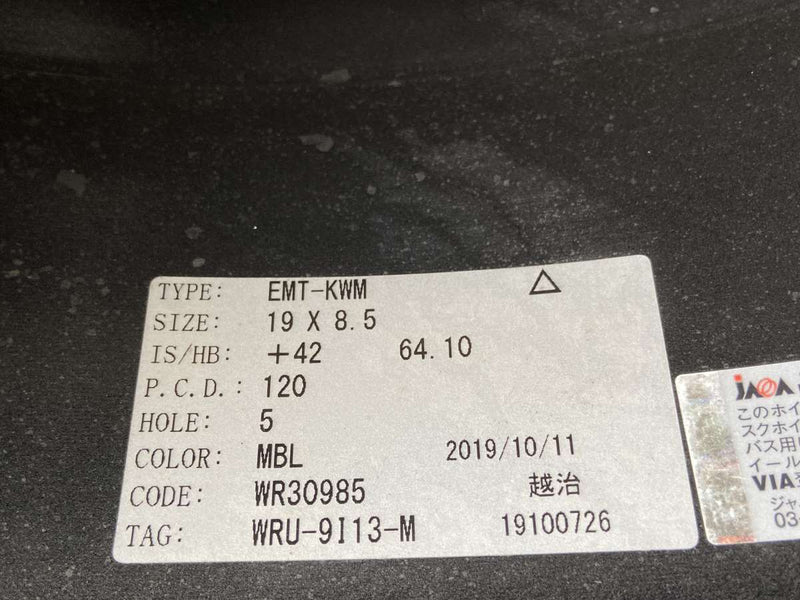 TYPE: EMT-KWM △
SIZE: 19 X 8.5
IS/HB: +42 64.10
P.C.D.: 120
HOLE: 5
COLOR: MBL 2019/10/11
CODE: WR30985 越治
TAG: WRU-9I13-M 19100726
JAWA
このホイ
スクホイ
バス用
イール
VIA
ジャ
03